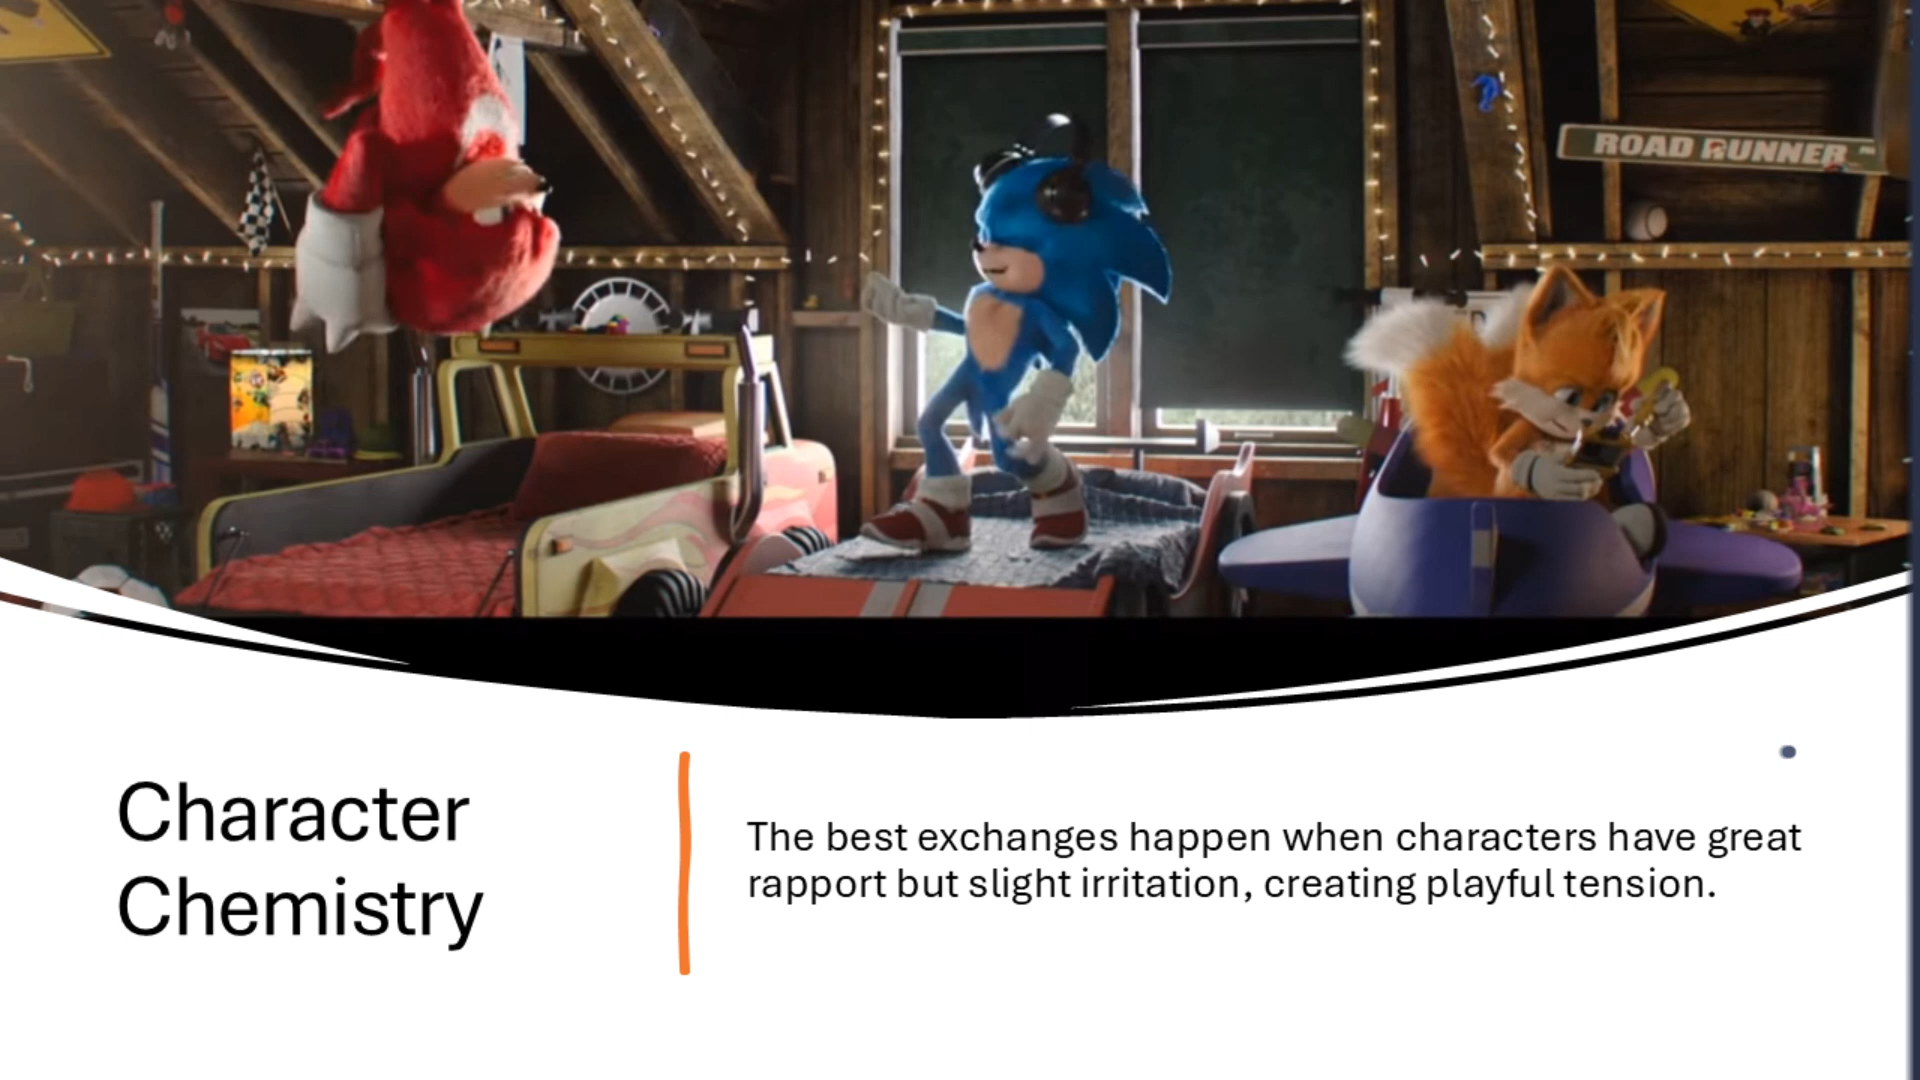 ROAD RUNNER
Character
Chemistry
The best exchanges happen when characters have great
rapport but slight irritation, creating playful tension.